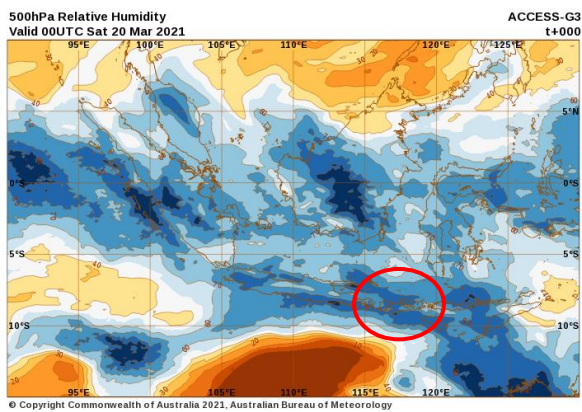 500hPa Relative Humidity ACCESS-G3
Valid 00UTC Sat 20 Mar 2021 t+000
95°E 100°E 105°E 110°E 115°E 120°E 125°E
5°N
0°S 0°S
5°S 5°S
10°S 10°S
95°E 100°E 105°E 110°E 115°E 120°E 125°E
© Copyright Commonwealth of Australia 2021, Australian Bureau of Meteorology